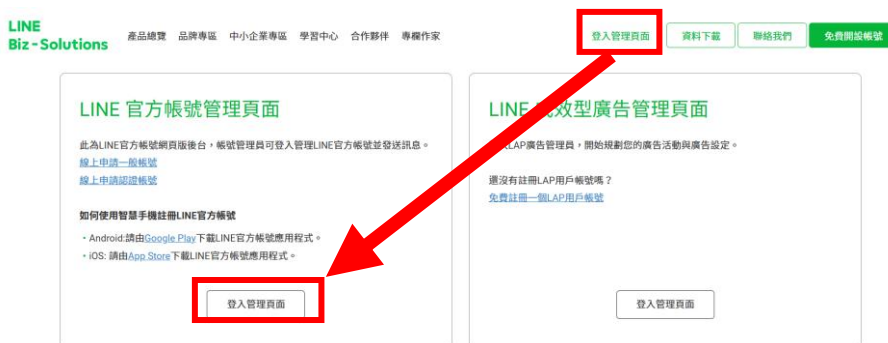 LINE
Biz-Solutions
產品總覽 品牌專區 中小企業專區 學習中心 合作夥伴 專欄作家
登入管理頁面 資料下載 聯絡我們 免費開設帳號
LINE 官方帳號管理頁面
此為LINE官方帳號網頁版後台，帳號管理員可登入管理LINE官方帳號並發送訊息。
線上申請一般帳號
線上申請認證帳號
如何使用智慧手機註冊LINE官方帳號
・Android:請由Google Play下載LINE官方帳號應用程式。
・iOS: 請由App Store下載LINE官方帳號應用程式。
登入管理頁面
LINE 效型廣告管理頁面
LAP廣告管理員，開始規劃您的廣告活動與廣告設定。
還沒有註冊LAP用戶帳號嗎？
免費註冊一個LAP用戶帳號
登入管理頁面